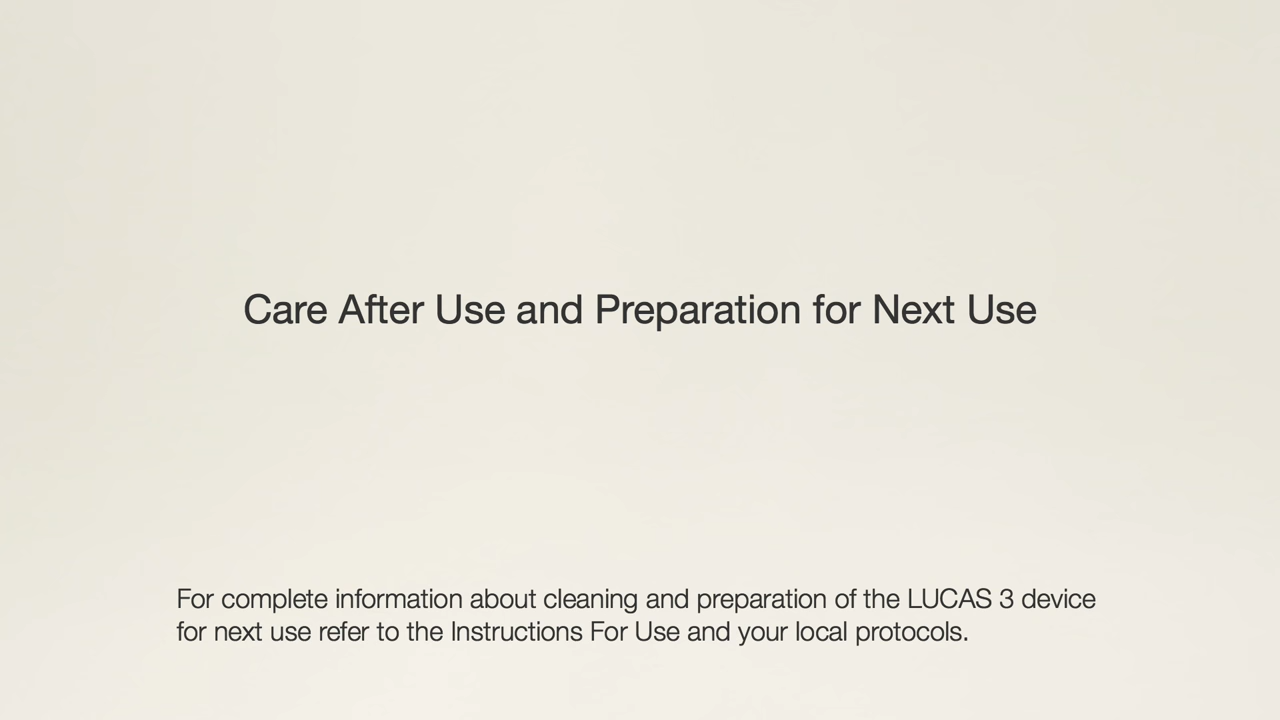 Care After Use and Preparation for Next Use
For complete information about cleaning and preparation of the LUCAS 3 device
for next use refer to the Instructions For Use and your local protocols.